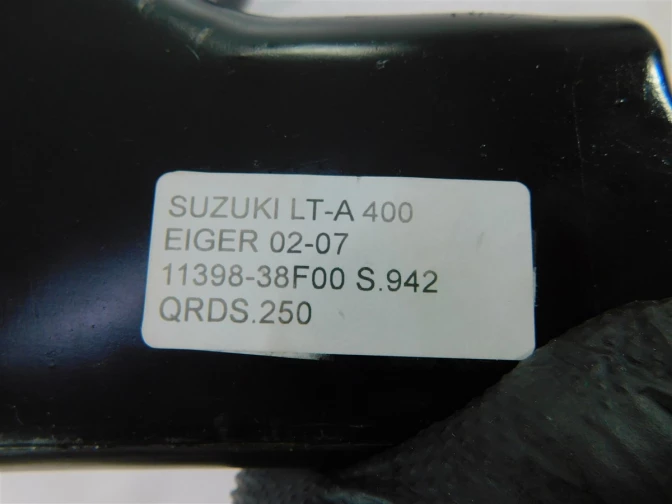 SUZUKI LT-A 400
EIGER 02-07
11398-38F00 S.942
QRDS.250